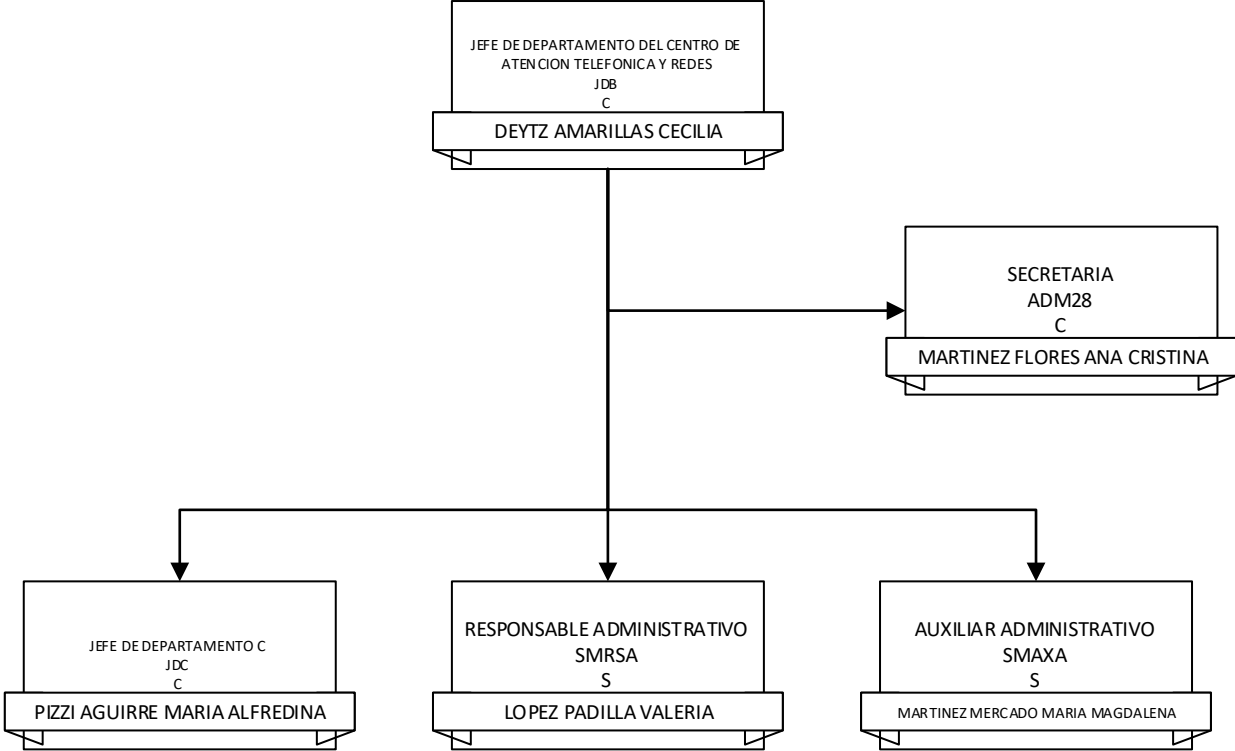 JEFE DE DEPARTAMENTO DEL CENTRO DE
ATENCION TELEFONICA Y REDES
JDB
C
DEYTZ AMARILLAS CECILIA
SECRETARIA
ADM28
C
MARTINEZ FLORES ANA CRISTINA
JEFE DE DEPARTAMENTO C
JDC
C
PIZZI AGUIRRE MARIA ALFREDINA
RESPONSABLE ADMINISTRATIVO
SMRSA
S
LOPEZ PADILLA VALERIA
AUXILIAR ADMINISTRATIVO
SMAXA
S
MARTINEZ MERCADO MARIA MAGDALENA